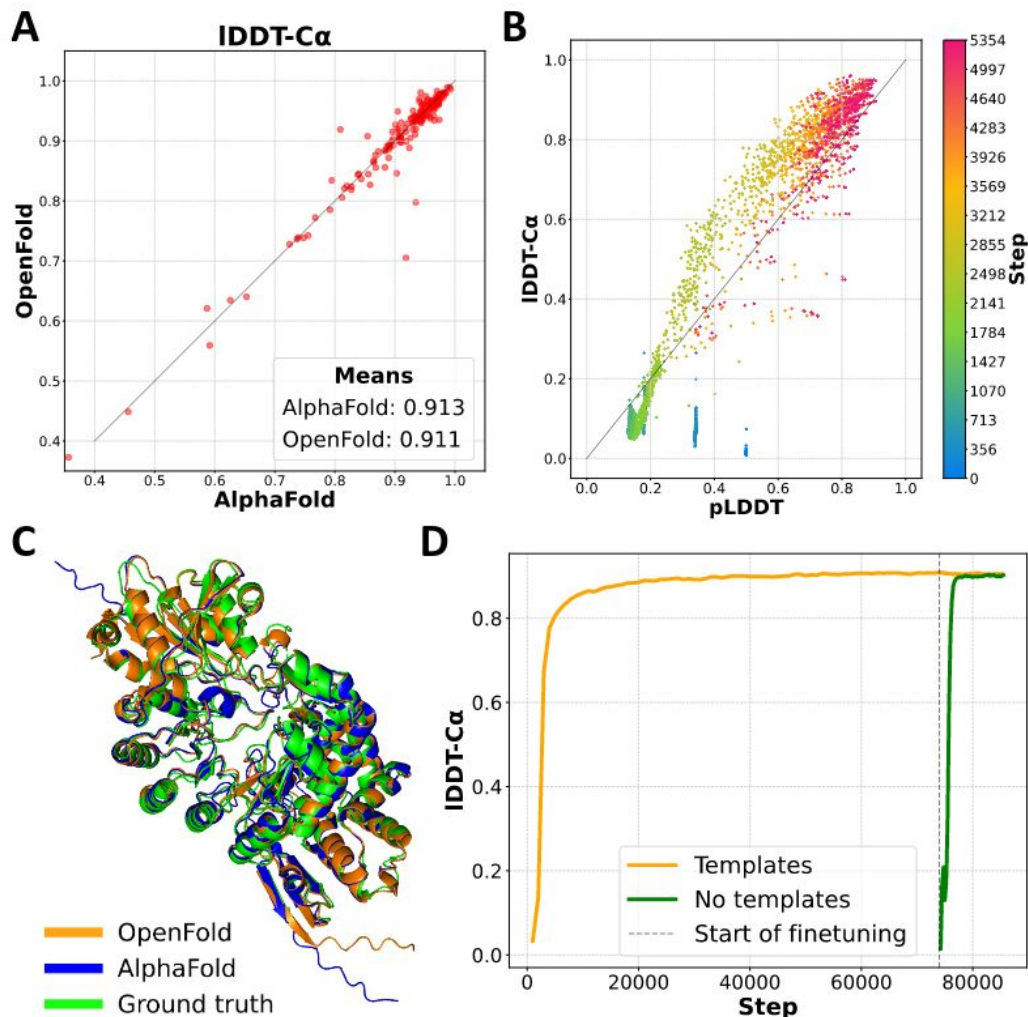 A
lDDT-Cα
1.0
0.9
0.8
0.7
0.6
0.5
0.4
OpenFold
0.4 0.5 0.6 0.7 0.8 0.9 1.0
AlphaFold
Means
AlphaFold: 0.913
OpenFold: 0.911
B
1.0
0.8
0.6
0.4
0.2
0.0
lDDT-Cα
0.0 0.2 0.4 0.6 0.8 1.0
pLDDT
5354
4997
4640
4283
3926
3569
3212
2855
2498
2141
1784
1427
1070
713
356
0
Step
C
OpenFold
AlphaFold
Ground truth
D
0.8
0.6
0.4
0.2
0.0
lDDT-Cα
Templates
No templates
Start of finetuning
0 20000 40000 60000 80000
Step